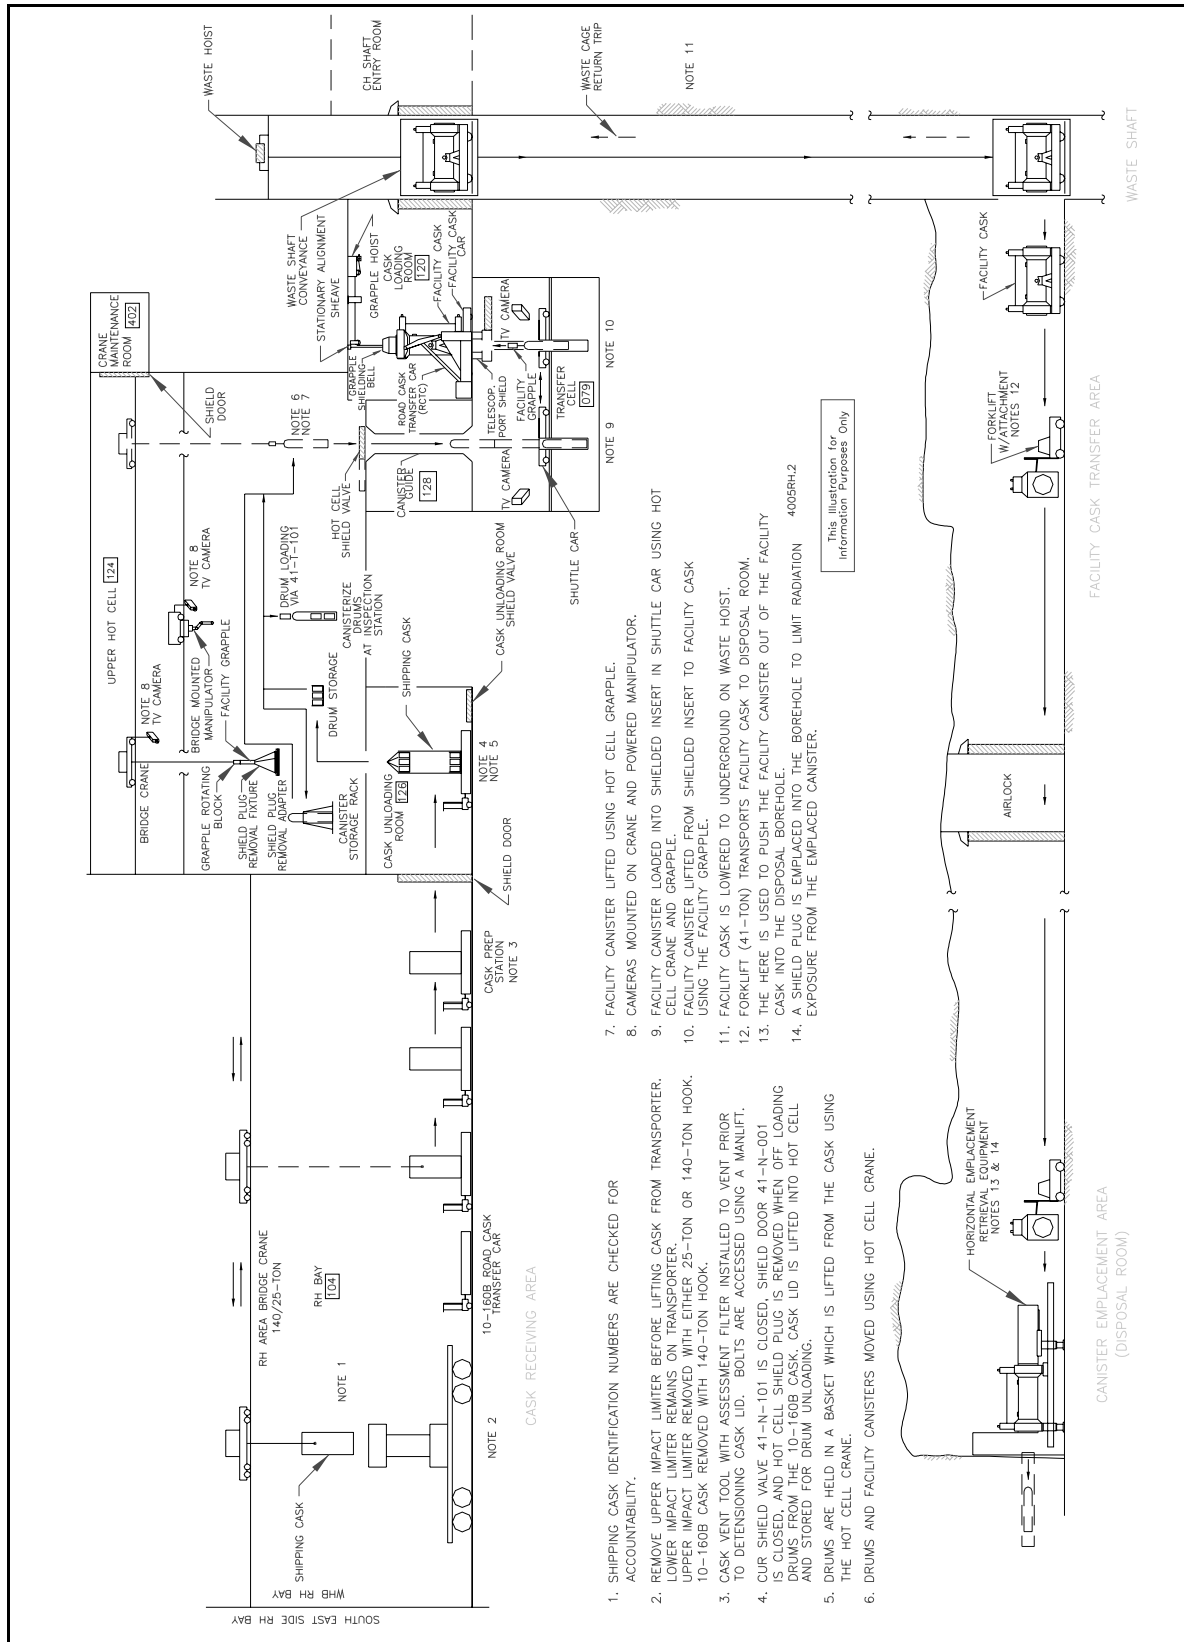 WASTE HOIST
CH SHAFT
ENTRY ROOM
WASTE CAGE
RETURN TRIP
NOTE 11
WASTE SHAFT
WASTE SHAFT
CONVEYANCE
STATIONARY ALIGNMENT
SHEAVE
GRAPPLE HOIST
CASK
LOADING
ROOM
120
FACILITY CASK
FACILITY CASK
CAR
GRAPPLE
SHIELDING
BELL
ROAD CASK
TRANSFER CAR
(RCTC)
TELESCOP.
PORT SHIELD
FACILITY
GRAPPLE
TV CAMERA
TRANSFER
CELL
079
NOTE 10
NOTE 9
CRANE
MAINTENANCE
ROOM
402
SHIELD
DOOR
NOTE 6
NOTE 7
HOT CELL
SHIELD VALVE
CANISTER
GUIDE
128
TV CAMERA
SHUTTLE CAR
UPPER HOT CELL
124
NOTE 8
TV CAMERA
DRUM LOADING
VIA 41-T-101
CANISTERIZE
DRUMS
AT INSPECTION
STATION
BRIDGE CRANE
NOTE 8
TV CAMERA
BRIDGE MOUNTED
MANIPULATOR
FACILITY GRAPPLE
GRAPPLE ROTATING
BLOCK
SHIELD PLUG
REMOVAL FIXTURE
SHIELD PLUG
REMOVAL ADAPTER
DRUM STORAGE
CANISTER
STORAGE RACK
SHIPPING CASK
CASK UNLOADING
ROOM
126
CASK UNLOADING ROOM
SHIELD VALVE
NOTE 4
NOTE 5
SHIELD DOOR
CASK PREP
STATION
NOTE 3
RH AREA BRIDGE CRANE
140/25-TON
RH BAY
104
10-160B ROAD CASK
TRANSFER CAR
CASK RECEIVING AREA
NOTE 1
NOTE 2
SHIPPING CASK
WHB RH BAY
SOUTH EAST SIDE RH BAY
1. SHIPPING CASK IDENTIFICATION NUMBERS ARE CHECKED FOR
ACCOUNTABILITY.
2. REMOVE UPPER IMPACT LIMITER BEFORE LIFTING CASK FROM TRANSPORTER.
LOWER IMPACT LIMITER REMAINS ON TRANSPORTER.
UPPER IMPACT LIMITER REMOVED WITH EITHER 25-TON OR 140-TON HOOK.
10-160B CASK REMOVED WITH 140-TON HOOK.
3. CASK VENT TOOL WITH ASSESSMENT FILTER INSTALLED TO VENT PRIOR
TO DETENSIONING CASK LID. BOLTS ARE ACCESSED USING A MANLIFT.
4. CUR SHIELD VALVE 41-N-101 IS CLOSED, SHIELD DOOR 41-N-001
IS CLOSED, AND HOT CELL SHIELD PLUG IS REMOVED WHEN OFF LOADING
DRUMS FROM THE 10-160B CASK. CASK LID IS LIFTED INTO HOT CELL
AND STORED FOR DRUM UNLOADING.
5. DRUMS ARE HELD IN A BASKET WHICH IS LIFTED FROM THE CASK USING
THE HOT CELL CRANE.
6. DRUMS AND FACILITY CANISTERS MOVED USING HOT CELL CRANE.
7. FACILITY CANISTER LIFTED USING HOT CELL GRAPPLE.
8. CAMERAS MOUNTED ON CRANE AND POWERED MANIPULATOR.
9. FACILITY CANISTER LOADED INTO SHIELDED INSERT IN SHUTTLE CAR USING HOT
CELL CRANE AND GRAPPLE.
10. FACILITY CANISTER LIFTED FROM SHIELDED INSERT TO FACILITY CASK
USING THE FACILITY GRAPPLE.
11. FACILITY CASK IS LOWERED TO UNDERGROUND ON WASTE HOIST.
12. FORKLIFT (41-TON) TRANSPORTS FACILITY CASK TO DISPOSAL ROOM.
13. THE HERE IS USED TO PUSH THE FACILITY CANISTER OUT OF THE FACILITY
CASK INTO THE DISPOSAL BOREHOLE.
14. A SHIELD PLUG IS EMPLACED INTO THE BOREHOLE TO LIMIT RADIATION
EXPOSURE FROM THE EMPLACED CANISTER.
4005RH.2
This Illustration for
Information Purposes Only
FACILITY CASK
FORKLIFT
W/ATTACHMENT
NOTES 12
FACILITY CASK TRANSFER AREA
AIRLOCK
HORIZONTAL EMPLACEMENT
RETRIEVAL EQUIPMENT
NOTES 13 & 14
CANISTER EMPLACEMENT AREA
(DISPOSAL ROOM)